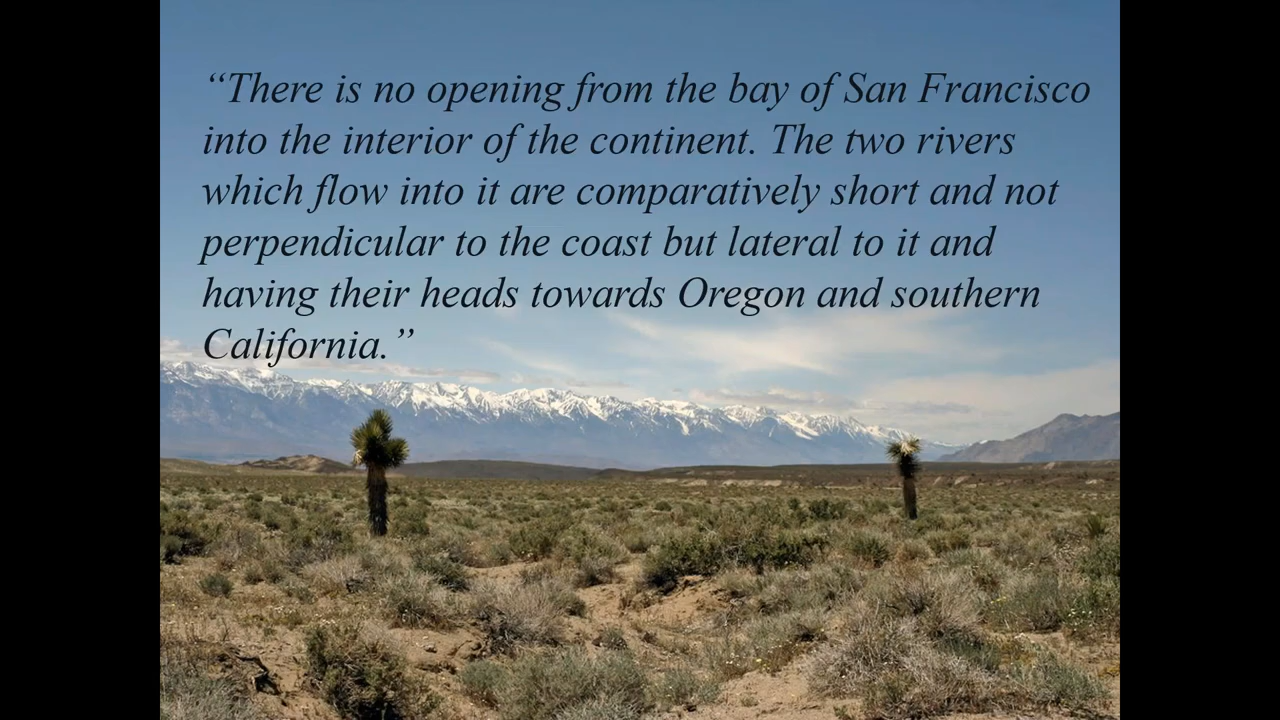 “There is no opening from the bay of San Francisco
into the interior of the continent. The two rivers
which flow into it are comparatively short and not
perpendicular to the coast but lateral to it and
having their heads towards Oregon and southern
California.”